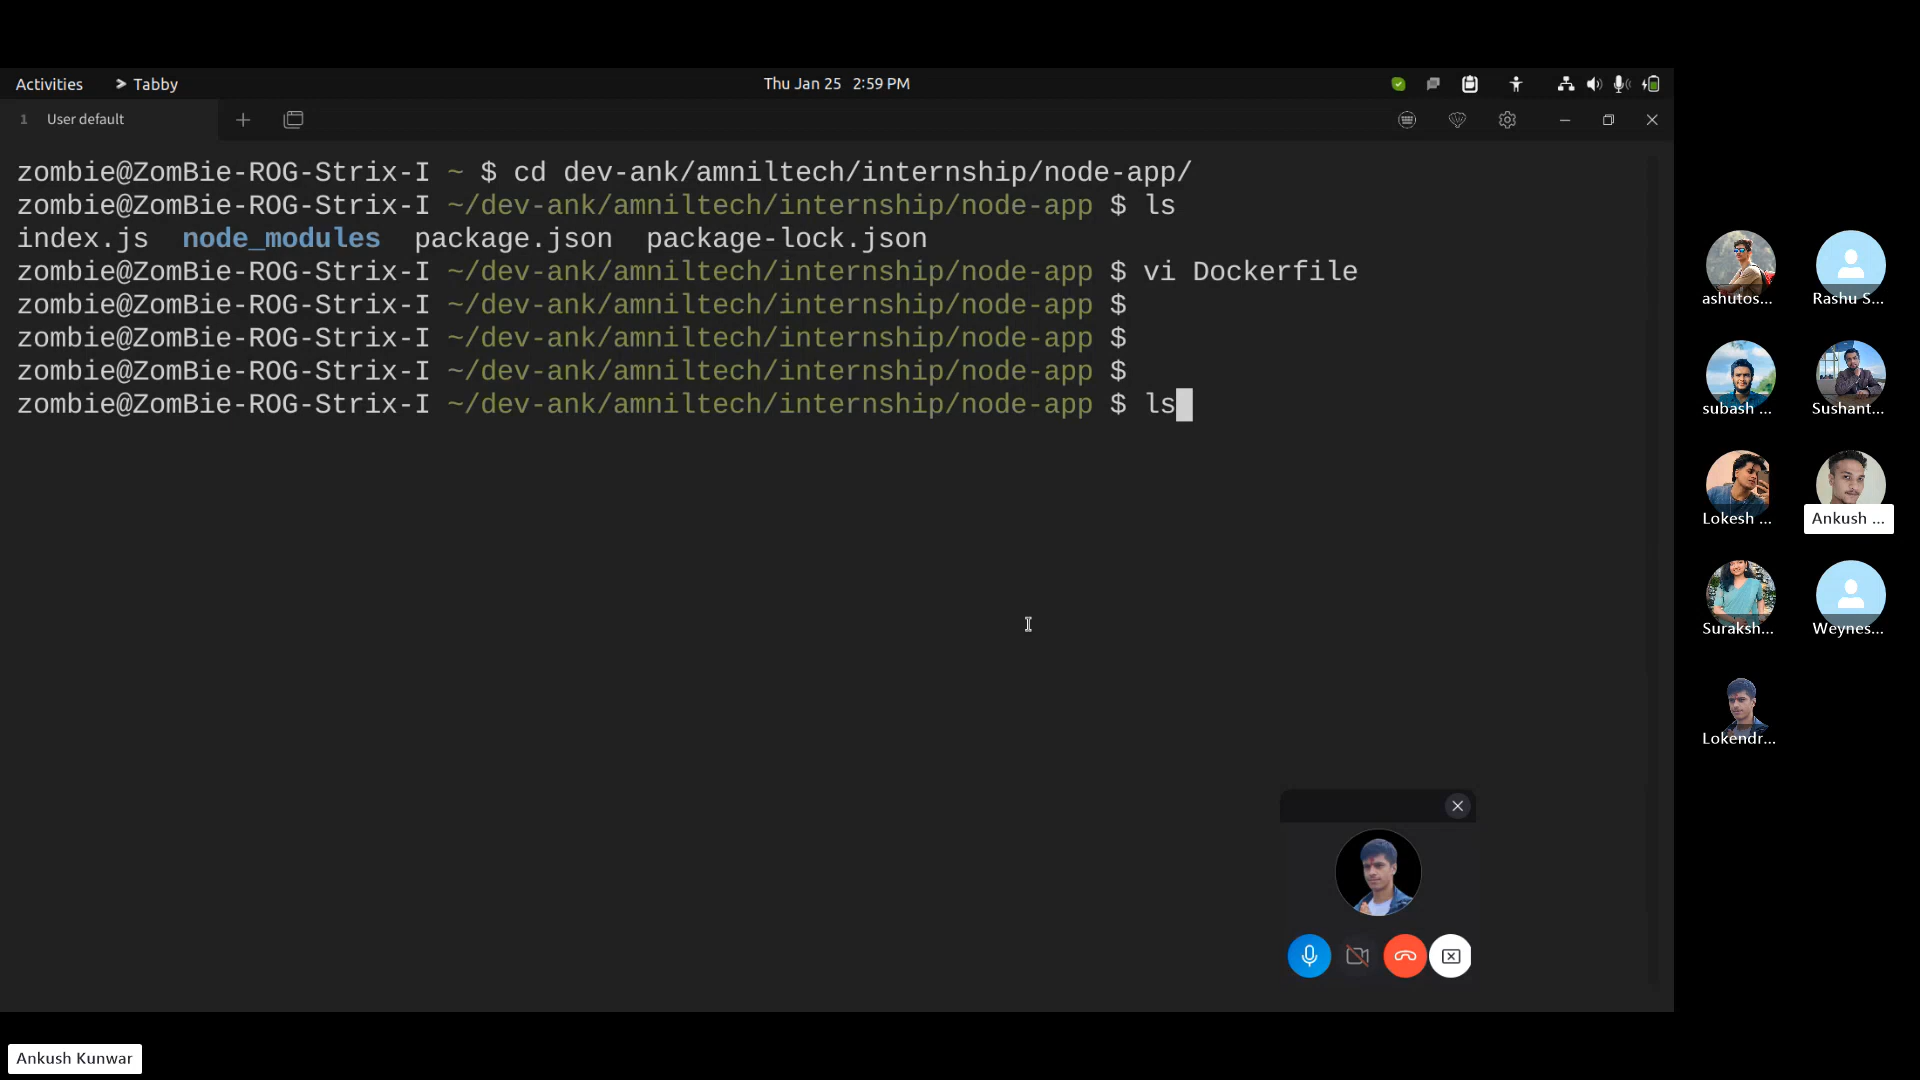 Activities
Tabby
Thu Jan 25 2:59 PM
1 User default
zombie@ZomBie-ROG-Strix-I ~ $ cd dev-ank/amniltech/internship/node-app/
zombie@ZomBie-ROG-Strix-I ~/dev-ank/amniltech/internship/node-app $ ls
index.js node_modules package.json package-lock.json
zombie@ZomBie-ROG-Strix-I ~/dev-ank/amniltech/internship/node-app $ vi Dockerfile
zombie@ZomBie-ROG-Strix-I ~/dev-ank/amniltech/internship/node-app $
zombie@ZomBie-ROG-Strix-I ~/dev-ank/amniltech/internship/node-app $
zombie@ZomBie-ROG-Strix-I ~/dev-ank/amniltech/internship/node-app $
zombie@ZomBie-ROG-Strix-I ~/dev-ank/amniltech/internship/node-app $ ls
ashutos...
Rashu S...
subash ...
Sushant...
Lokesh ...
Ankush ...
Suraksh...
Weynes...
Lokendr...
Ankush Kunwar